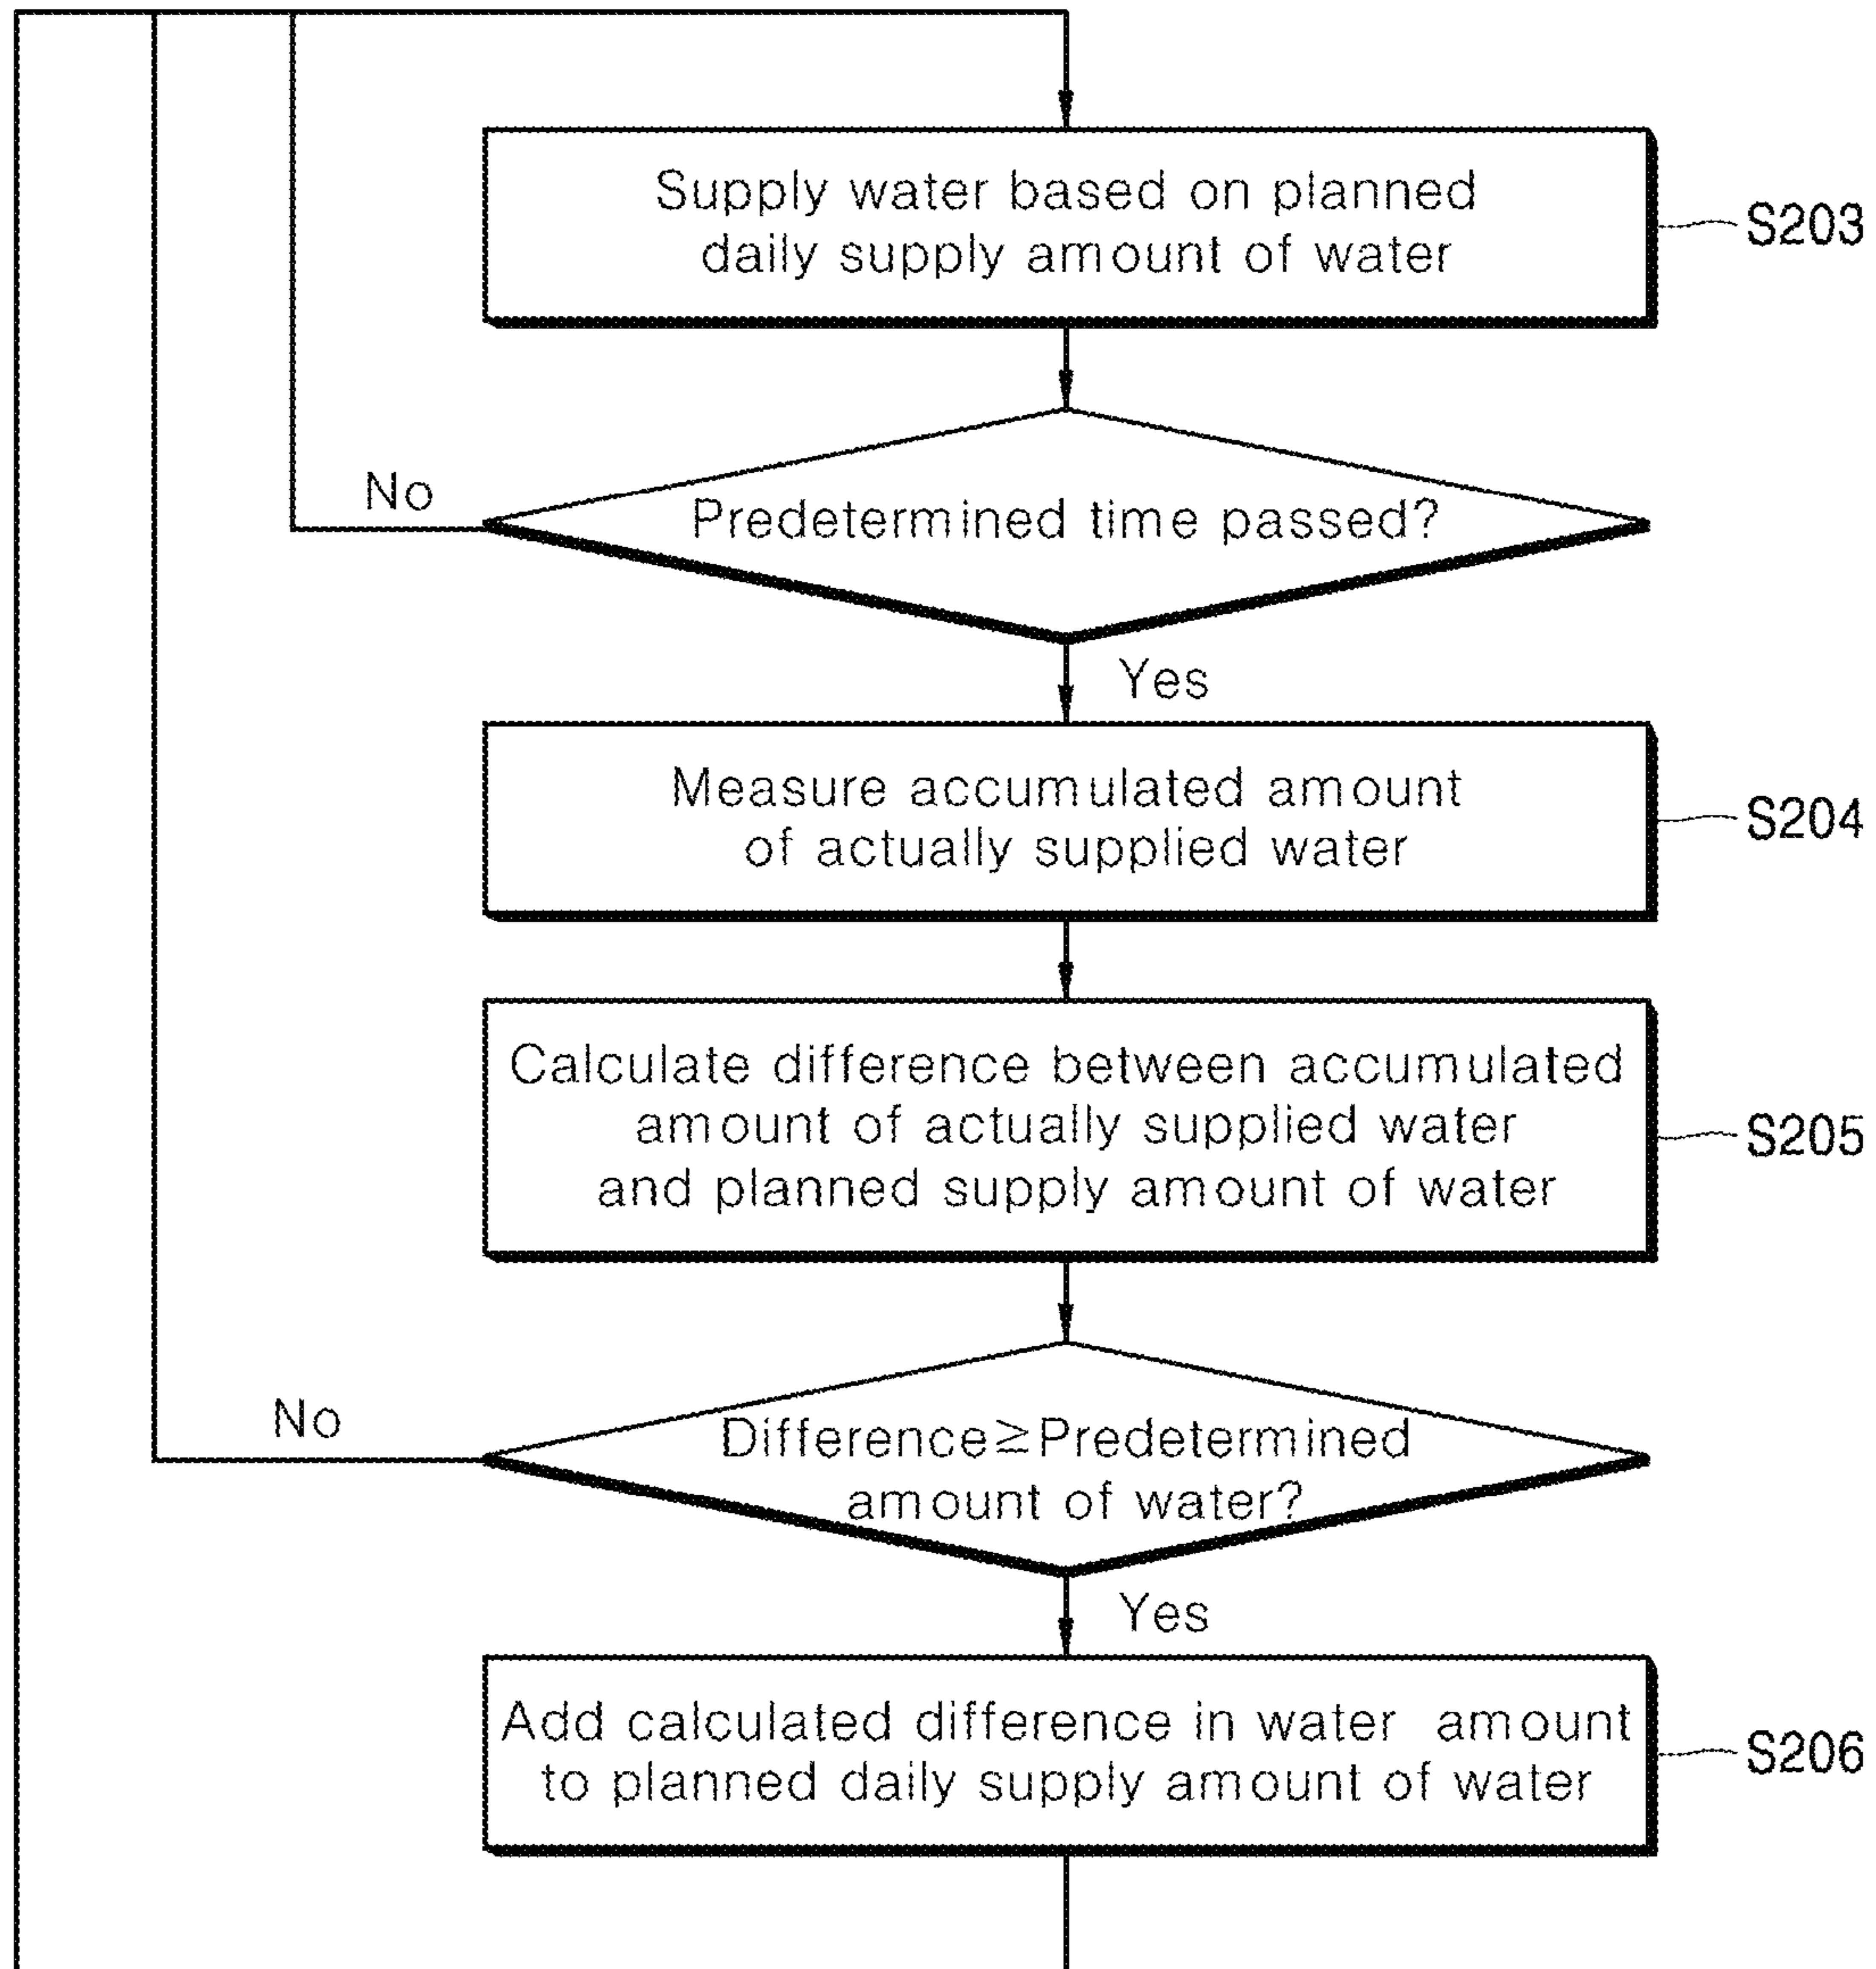 Supply water based on planned
daily supply amount of water
S203
No
Predetermined time passed?
Yes
Measure accumulated amount
of actually supplied water
S204
Calculate difference between accumulated
amount of actually supplied water
and planned supply amount of water
S205
No
Difference≧Predetermined
amount of water?
Yes
Add calculated difference in water amount
to planned daily supply amount of water
S206